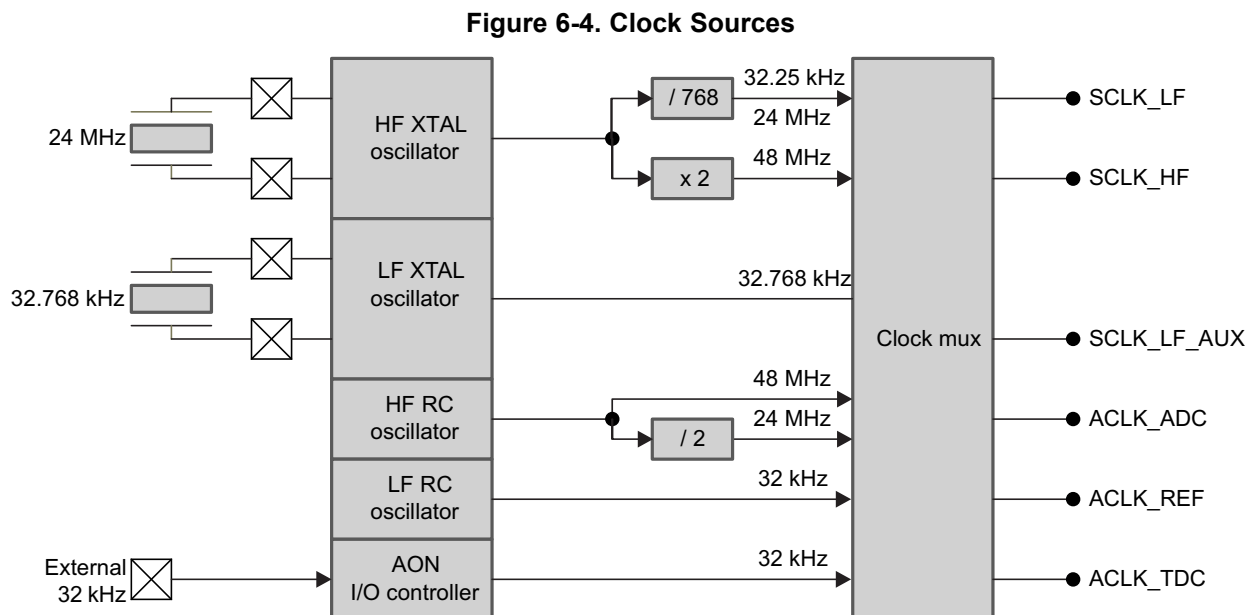 Figure 6-4. Clock Sources
24 MHz
HF XTAL
oscillator
/ 768
32.25 kHz
24 MHz
x 2
48 MHz
SCLK_LF
SCLK_HF
32.768 kHz
LF XTAL
oscillator
32.768 kHz
Clock mux
SCLK_LF_AUX
HF RC
oscillator
48 MHz
/ 2
24 MHz
ACLK_ADC
LF RC
oscillator
32 kHz
ACLK_REF
External
32 kHz
AON
I/O controller
32 kHz
ACLK_TDC